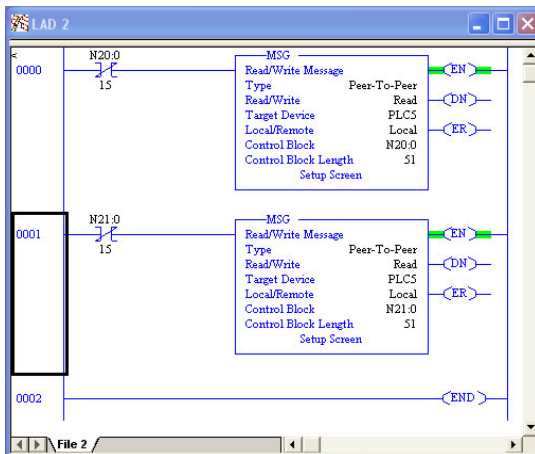 LAD 2
0000
N20:0
15
MSG
Read/Write Message
Type Peer-To-Peer
Read/Write Read
Target Device PLC5
Local/Remote Local
Control Block N20:0
Control Block Length 51
Setup Screen
EN
DN
ER
0001
N21:0
15
MSG
Read/Write Message
Type Peer-To-Peer
Read/Write Read
Target Device PLC5
Local/Remote Local
Control Block N21:0
Control Block Length 51
Setup Screen
EN
DN
ER
0002
END
File 2